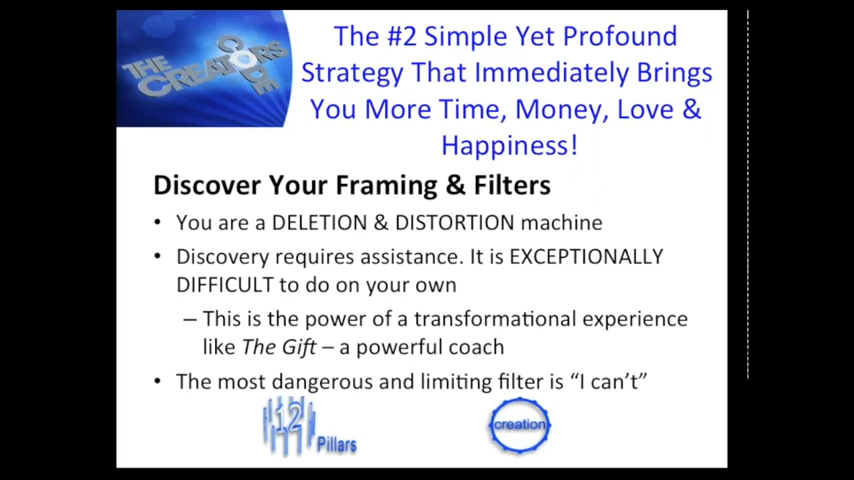 THE
CREATORS
CODE
The #2 Simple Yet Profound
Strategy That Immediately Brings
You More Time, Money, Love &
Happiness!
Discover Your Framing & Filters
• You are a DELETION & DISTORTION machine
• Discovery requires assistance. It is EXCEPTIONALLY
DIFFICULT to do on your own
– This is the power of a transformational experience
like The Gift – a powerful coach
• The most dangerous and limiting filter is “I can’t”
12
Pillars
creation